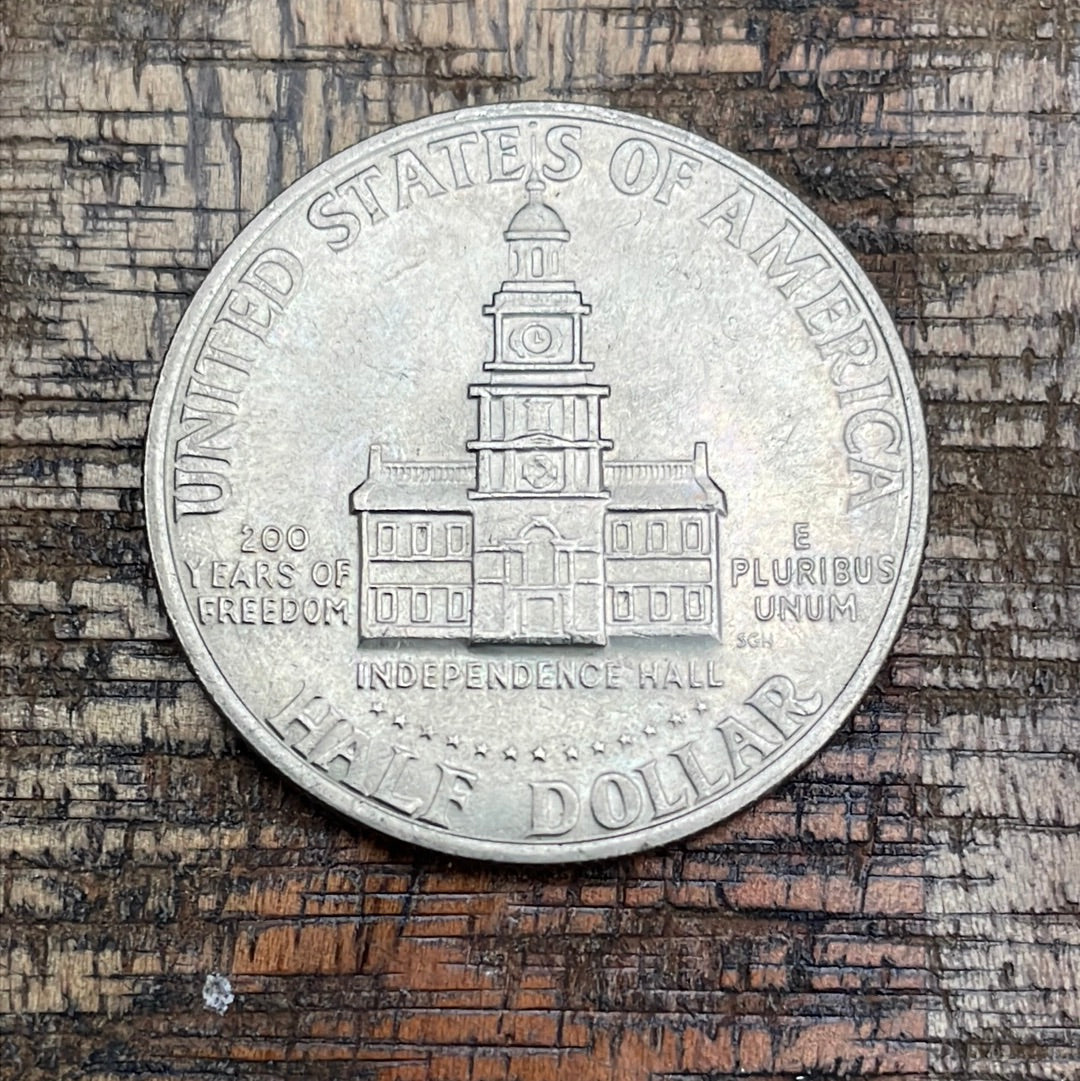 UNITED STATES OF AMERICA
200
YEARS OF
FREEDOM
E
PLURIBUS
UNUM
SGH
INDEPENDENCE HALL
HALF DOLLAR